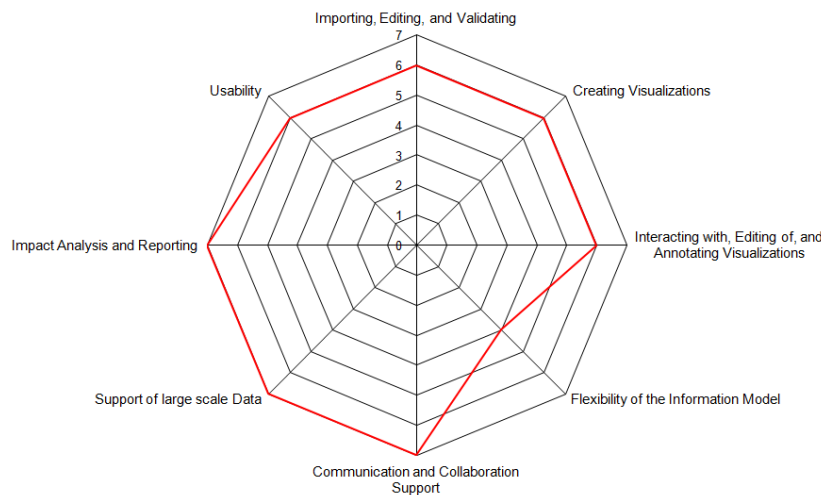 Importing, Editing, and Validating
7
6
5
4
3
2
1
0
Usability
Creating Visualizations
Impact Analysis and Reporting
Interacting with, Editing of, and
Annotating Visualizations
Support of large scale Data
Flexibility of the Information Model
Communication and Collaboration
Support